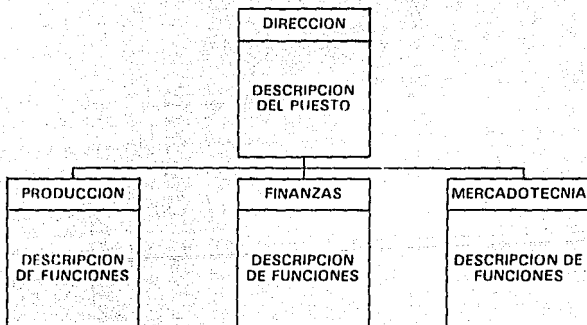 DIRECCION
DESCRIPCION
DEL PUESTO
PRODUCCION
DESCRIPCION
DE FUNCIONES
FINANZAS
DESCRIPCION
DE FUNCIONES
MERCADOTECNIA
DESCRIPCION DE
FUNCIONES